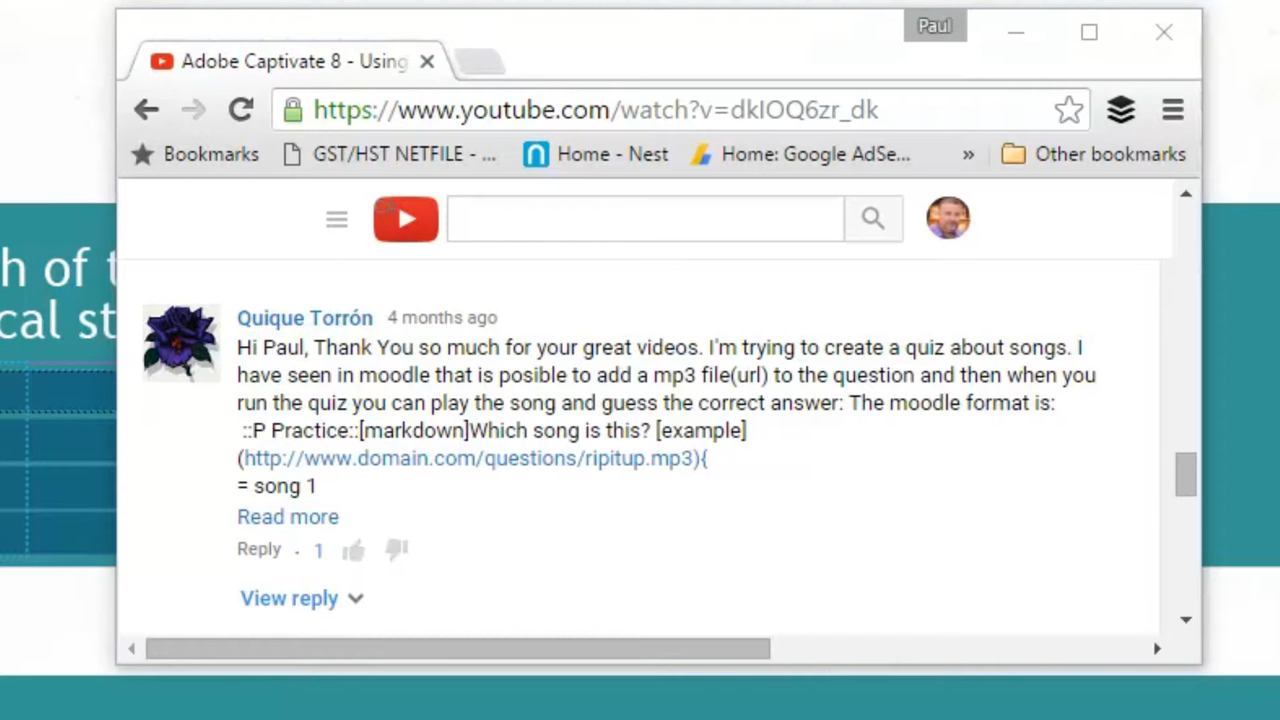 Paul
Adobe Captivate 8 - Using
https://www.youtube.com/watch?v=dkIOQ6zr_dk
Bookmarks GST/HST NETFILE - ... Home - Nest Home: Google AdSe... » Other bookmarks
h of t
cal st
Quique Torrón 4 months ago
Hi Paul, Thank You so much for your great videos. I'm trying to create a quiz about songs. I
have seen in moodle that is posible to add a mp3 file(url) to the question and then when you
run the quiz you can play the song and guess the correct answer: The moodle format is:
::P Practice::[markdown]Which song is this? [example]
(http://www.domain.com/questions/ripitup.mp3){
= song 1
Read more
Reply · 1
View reply